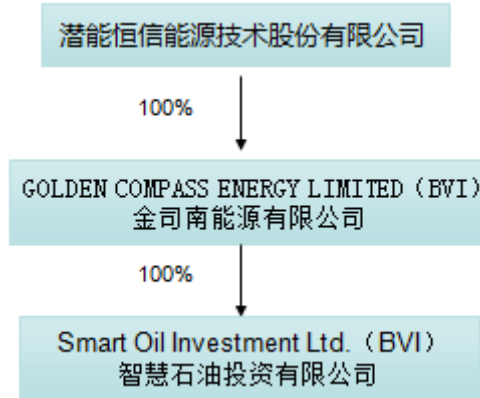 潜能恒信能源技术股份有限公司
100%
GOLDEN COMPASS ENERGY LIMITED（BVI）
金司南能源有限公司
100%
Smart Oil Investment Ltd.（BVI）
智慧石油投资有限公司